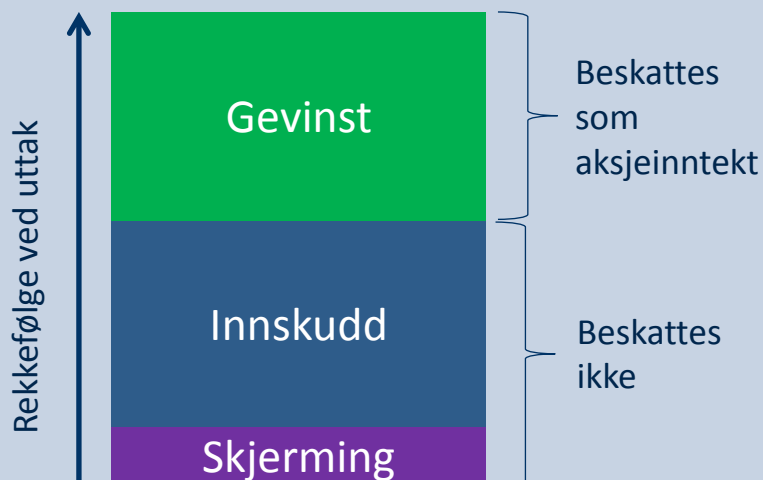 Rekkefølge ved uttak
Gevinst
Innskudd
Skjerming
Beskattes
som
aksjeinntekt
Beskattes
ikke